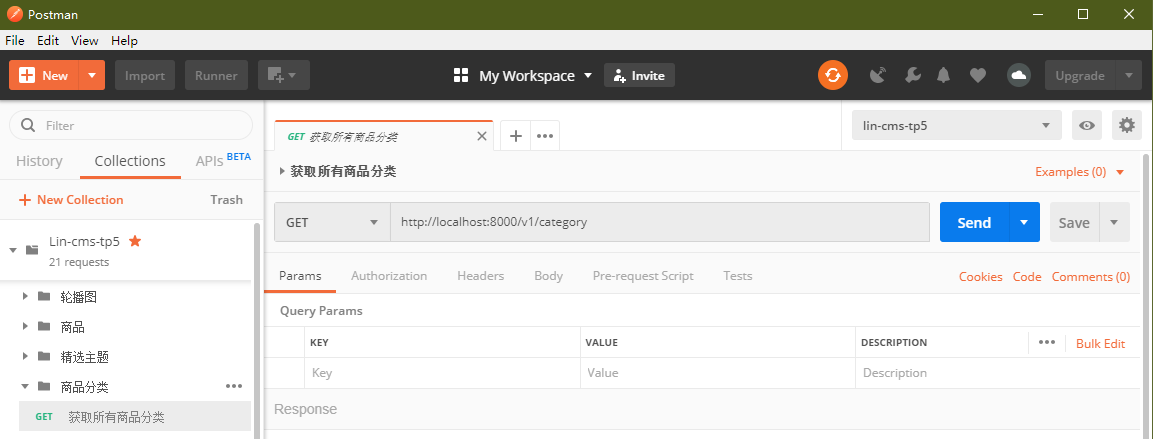 Postman
File Edit View Help
New Import Runner My Workspace Invite Upgrade
Filter
History Collections APIs BETA
New Collection Trash
Lin-cms-tp5
21 requests
轮播图
商品
精选主题
商品分类
GET 获取所有商品分类
GET 获取所有商品分类 lin-cms-tp5
获取所有商品分类 Examples (0)
GET http://localhost:8000/v1/category Send Save
Params Authorization Headers Body Pre-request Script Tests Cookies Code Comments (0)
Query Params
KEY VALUE DESCRIPTION Bulk Edit
Key Value Description
Response